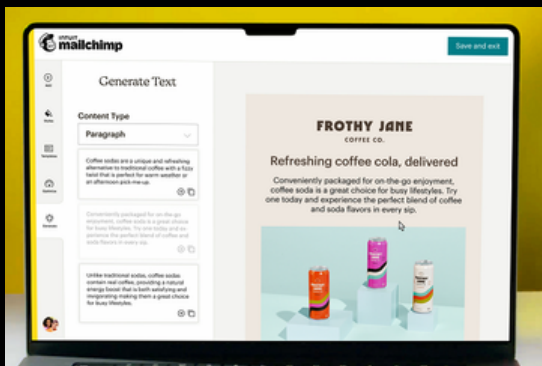 INTUIT
mailchimp
Save and exit
Generate Text
Content Type
Paragraph
Coffee sodas are a unique and refreshing
alternative to traditional coffee with a fizzy
twist that is perfect for warm weather or
an afternoon pick-me-up.
Conveniently packaged for on-the-go
enjoyment, coffee soda is a great choice
for busy lifestyles. Try one today and ex-
perience the perfect blend of coffee and
soda flavors in every sip.
Unlike traditional sodas, coffee sodas
contain real coffee, providing a natural
energy boost that is both satisfying and
invigorating making them a great choice
for busy lifestyles.
FROTHY JANE
COFFEE CO.
Refreshing coffee cola, delivered
Conveniently packaged for on-the-go enjoyment,
coffee soda is a great choice for busy lifestyles. Try
one today and experience the perfect blend of coffee
and soda flavors in every sip.